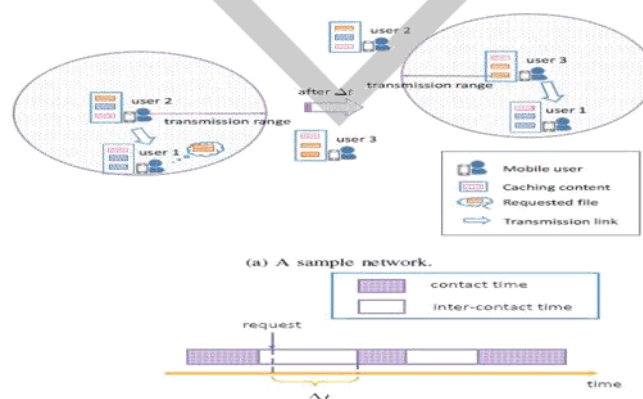 user 2
user 2
transmission range
user 1
after Δt
user 3
user 3
transmission range
user 1
Mobile user
Caching content
Requested file
Transmission link
(a) A sample network.
contact time
inter-contact time
request
time
Δt